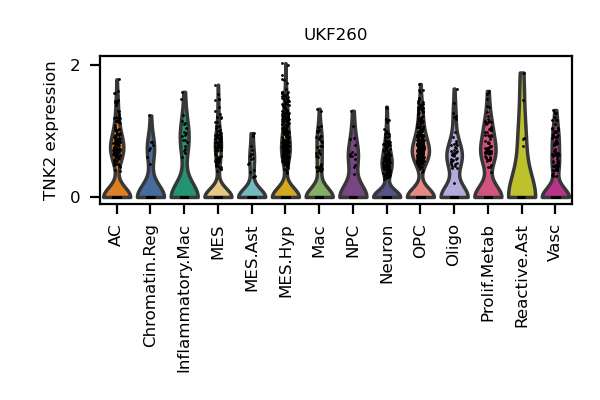 UKF260
TNK2 expression
2
0
AC
Chromatin.Reg
Inflammatory.Mac
MES
MES.Ast
MES.Hyp
Mac
NPC
Neuron
OPC
Oligo
Prolif.Metab
Reactive.Ast
Vasc